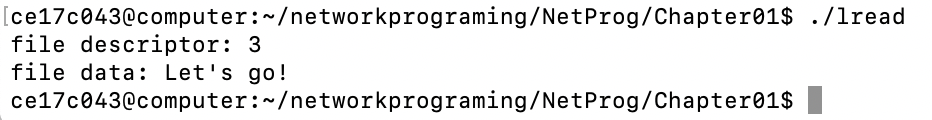 [ce17c043@computer:~/networkprograming/NetProg/Chapter01$ ./lread
file descriptor: 3
file data: Let's go!
ce17c043@computer:~/networkprograming/NetProg/Chapter01$